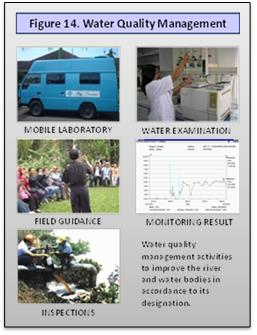 Figure 14. Water Quality Management
MOBILE LABORATORY
WATER EXAMINATION
FIELD GUIDANCE
MONITORING RESULT
INSPECTIONS
Water quality
management activities
to improve the river
and water bodies in
accordance to its
designation.